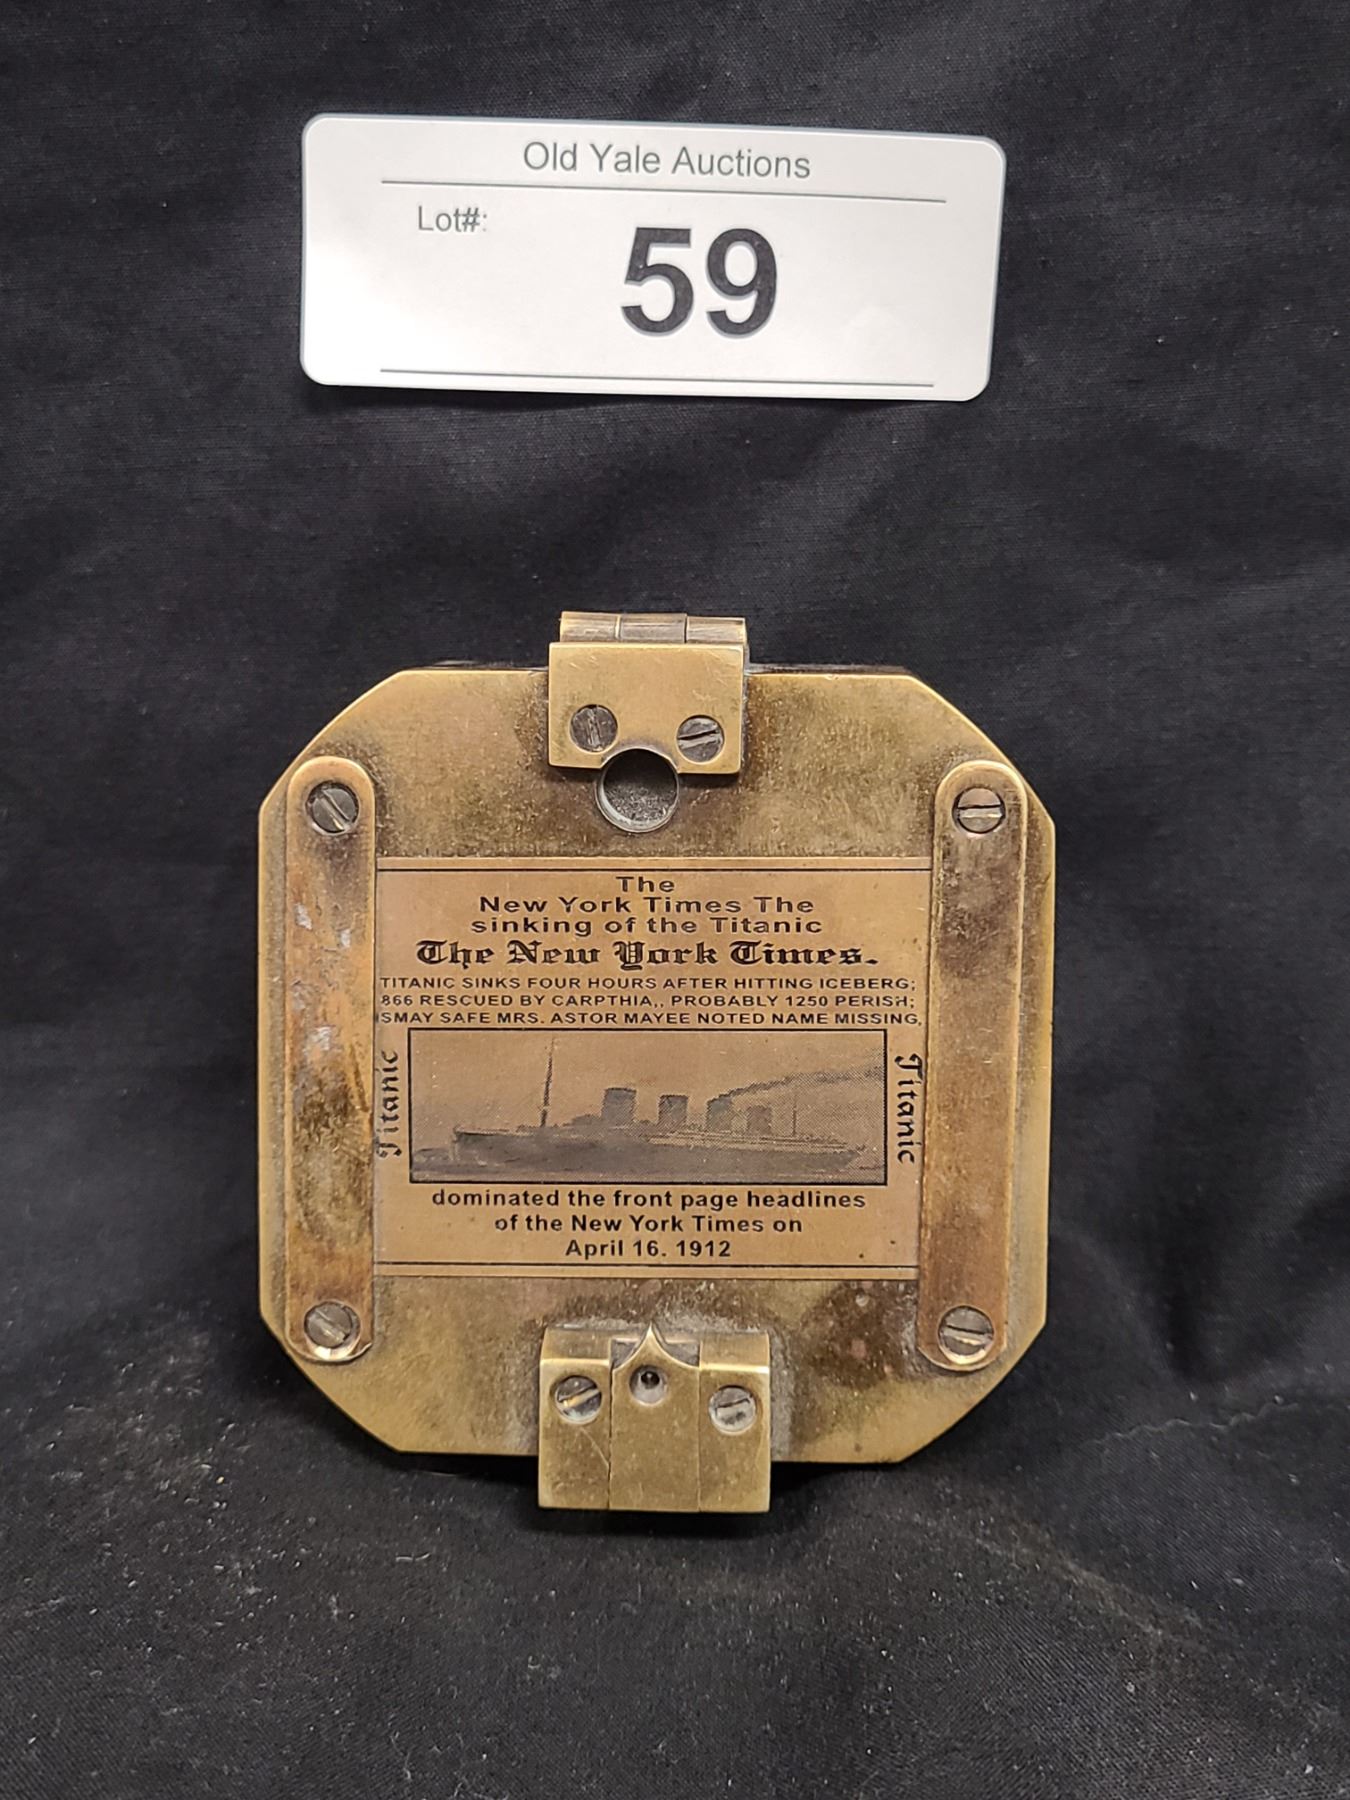 Old Yale Auctions
Lot#:
59
The
New York Times The
sinking of the Titanic
The New York Times.
TITANIC SINKS FOUR HOURS AFTER HITTING ICEBERG;
866 RESCUED BY CARPTHIA,, PROBABLY 1250 PERISH;
SMAY SAFE MRS. ASTOR MAYEE NOTED NAME MISSING,
Titanic
Titanic
dominated the front page headlines
of the New York Times on
April 16. 1912